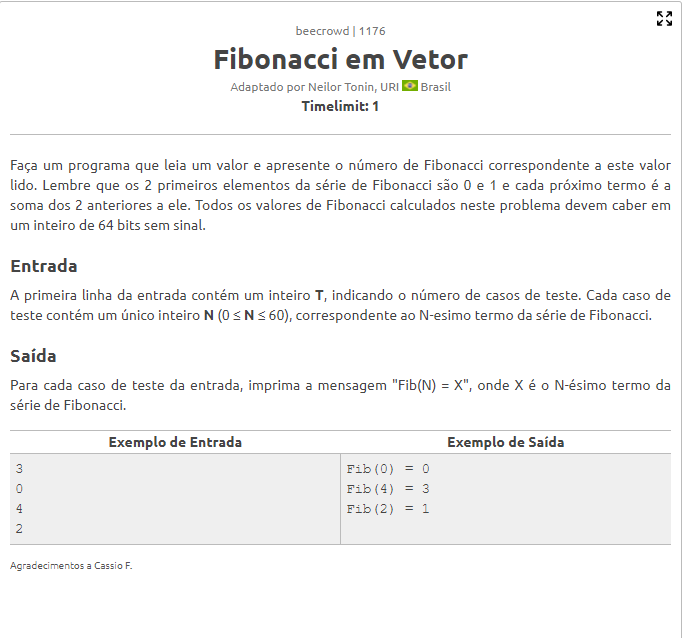 beecrowd | 1176
Fibonacci em Vetor
Adaptado por Neilor Tonin, URI Brasil
Timelimit: 1
Faça um programa que leia um valor e apresente o número de Fibonacci correspondente a este valor
lido. Lembre que os 2 primeiros elementos da série de Fibonacci são 0 e 1 e cada próximo termo é a
soma dos 2 anteriores a ele. Todos os valores de Fibonacci calculados neste problema devem caber em
um inteiro de 64 bits sem sinal.
Entrada
A primeira linha da entrada contém um inteiro T, indicando o número de casos de teste. Cada caso de
teste contém um único inteiro N (0 ≤ N ≤ 60), correspondente ao N-esimo termo da série de Fibonacci.
Saída
Para cada caso de teste da entrada, imprima a mensagem "Fib(N) = X", onde X é o N-ésimo termo da
série de Fibonacci.
Exemplo de Entrada Exemplo de Saída
3 Fib(0) = 0
0 Fib(4) = 3
4 Fib(2) = 1
2
Agradecimentos a Cassio F.